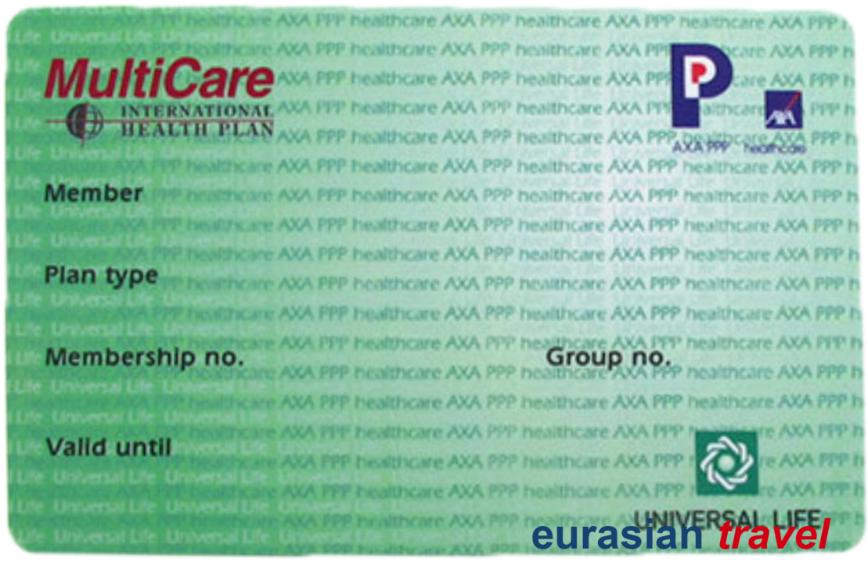 MultiCare
INTERNATIONAL
HEALTH PLAN
P
AXA
AXA PPP healthcare
Member
Plan type
Membership no. Group no.
Valid until
UNIVERSAL LIFE
eurasian travel